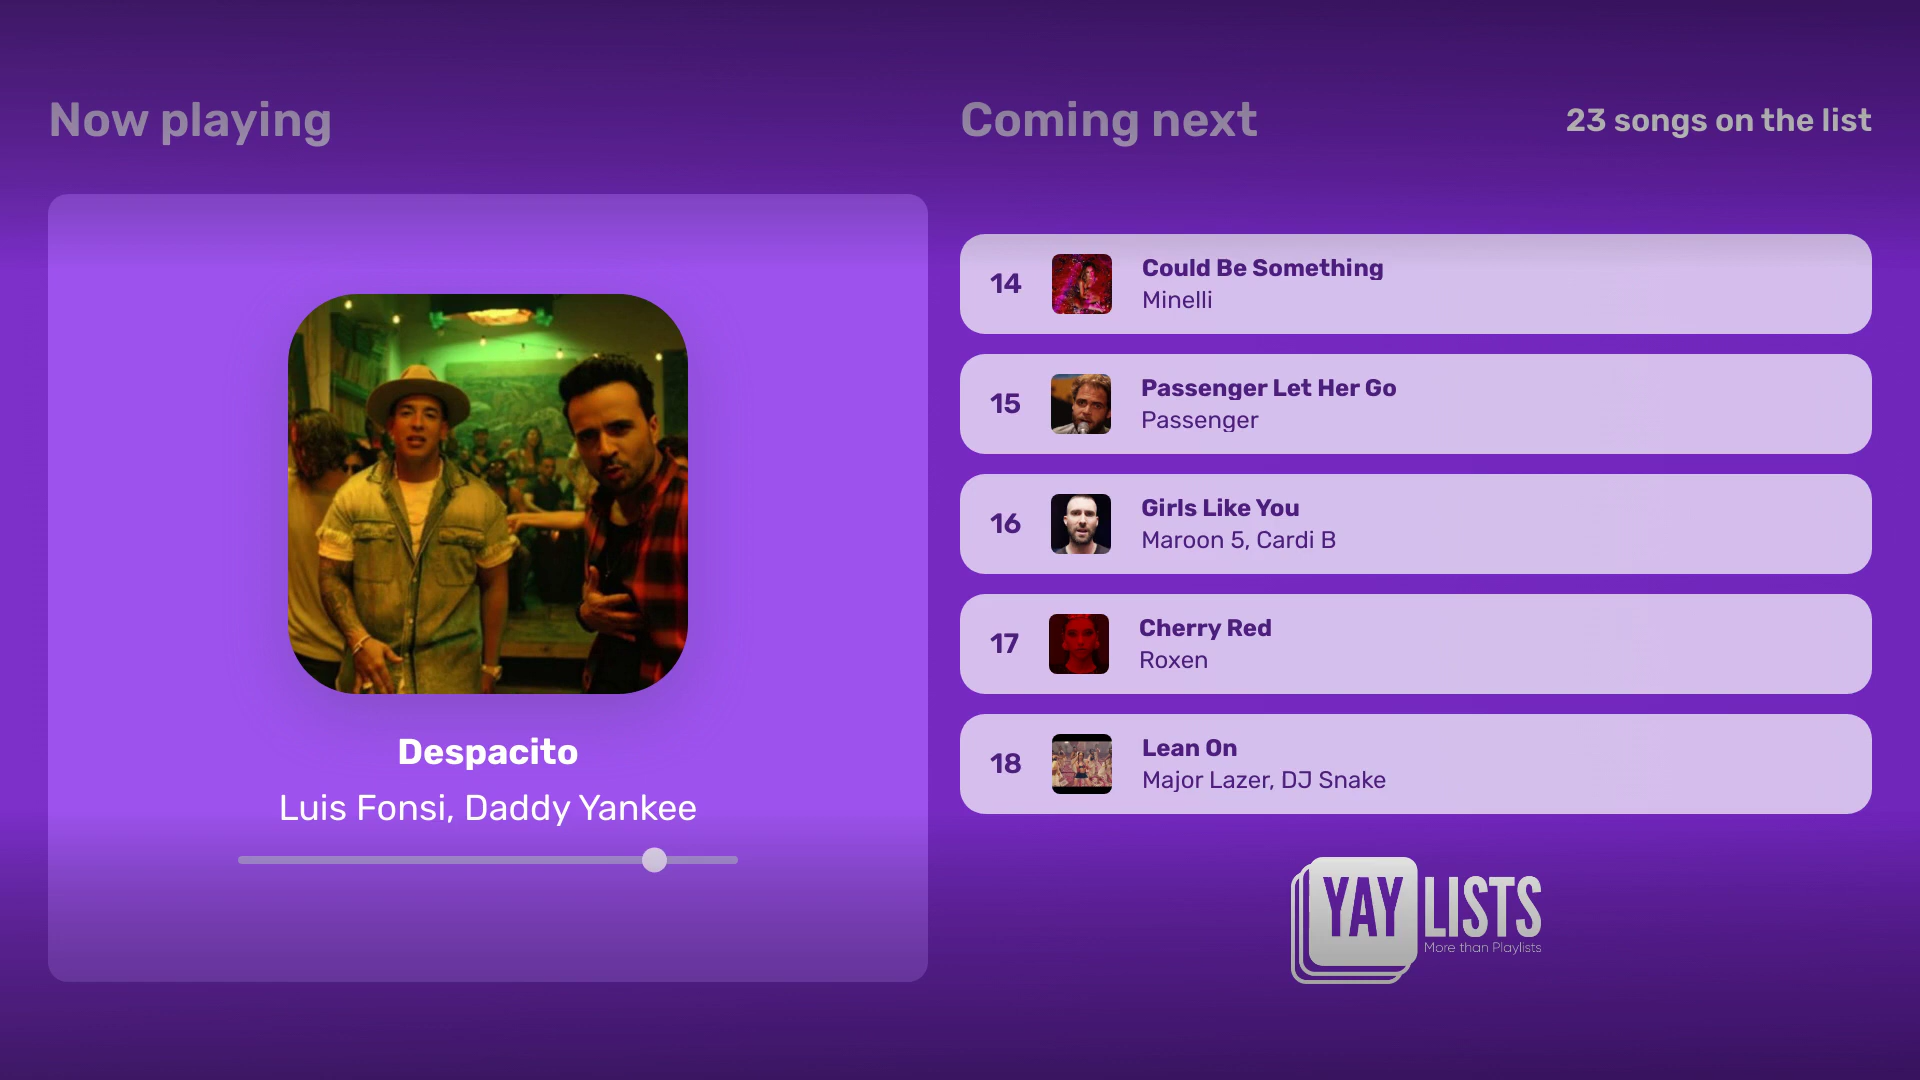 Now playing
Despacito
Luis Fonsi, Daddy Yankee
Coming next
23 songs on the list
14
Could Be Something
Minelli
15
Passenger Let Her Go
Passenger
16
Girls Like You
Maroon 5, Cardi B
17
Cherry Red
Roxen
18
Lean On
Major Lazer, DJ Snake
YAY LISTS
More than Playlists